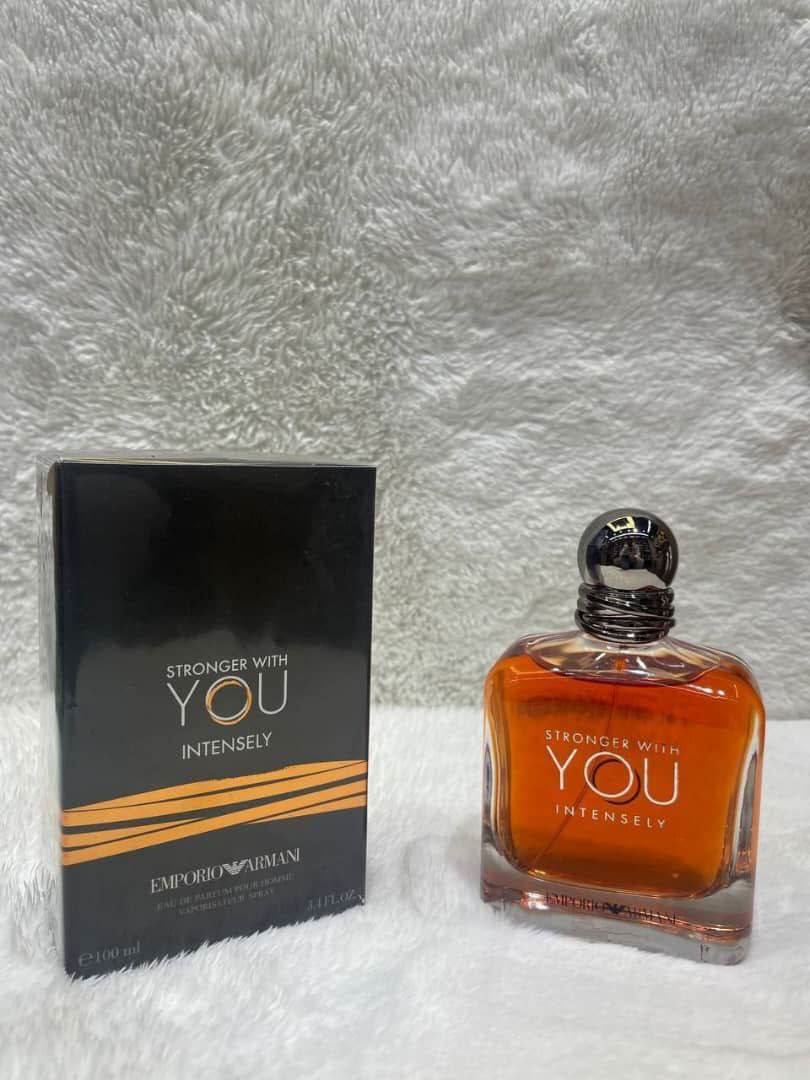 STRONGER WITH
YOU
INTENSELY
EMPORIO ARMANI
EAU DE PARFUM POUR HOMME
VAPORISATEUR SPRAY
3.4 FL.OZ
e100 ml
STRONGER WITH
YOU
INTENSELY
EMPORIO ARMANI